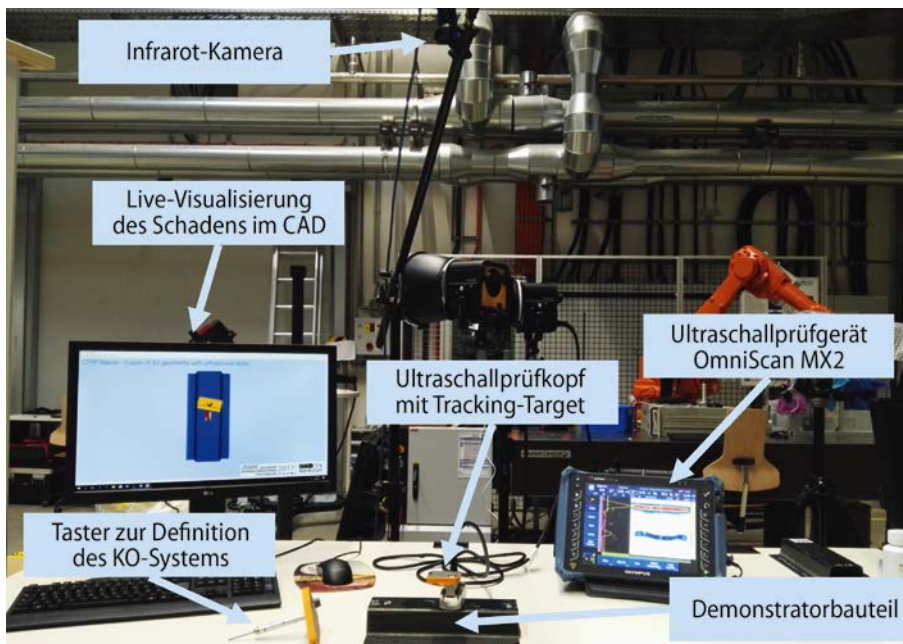 Infrarot-Kamera
Live-Visualisierung
des Schadens im CAD
Ultraschallprüfgerät
OmniScan MX2
Ultraschallprüfkopf
mit Tracking-Target
Taster zur Definition
des KO-Systems
OLYMPUS
Demonstratorbauteil